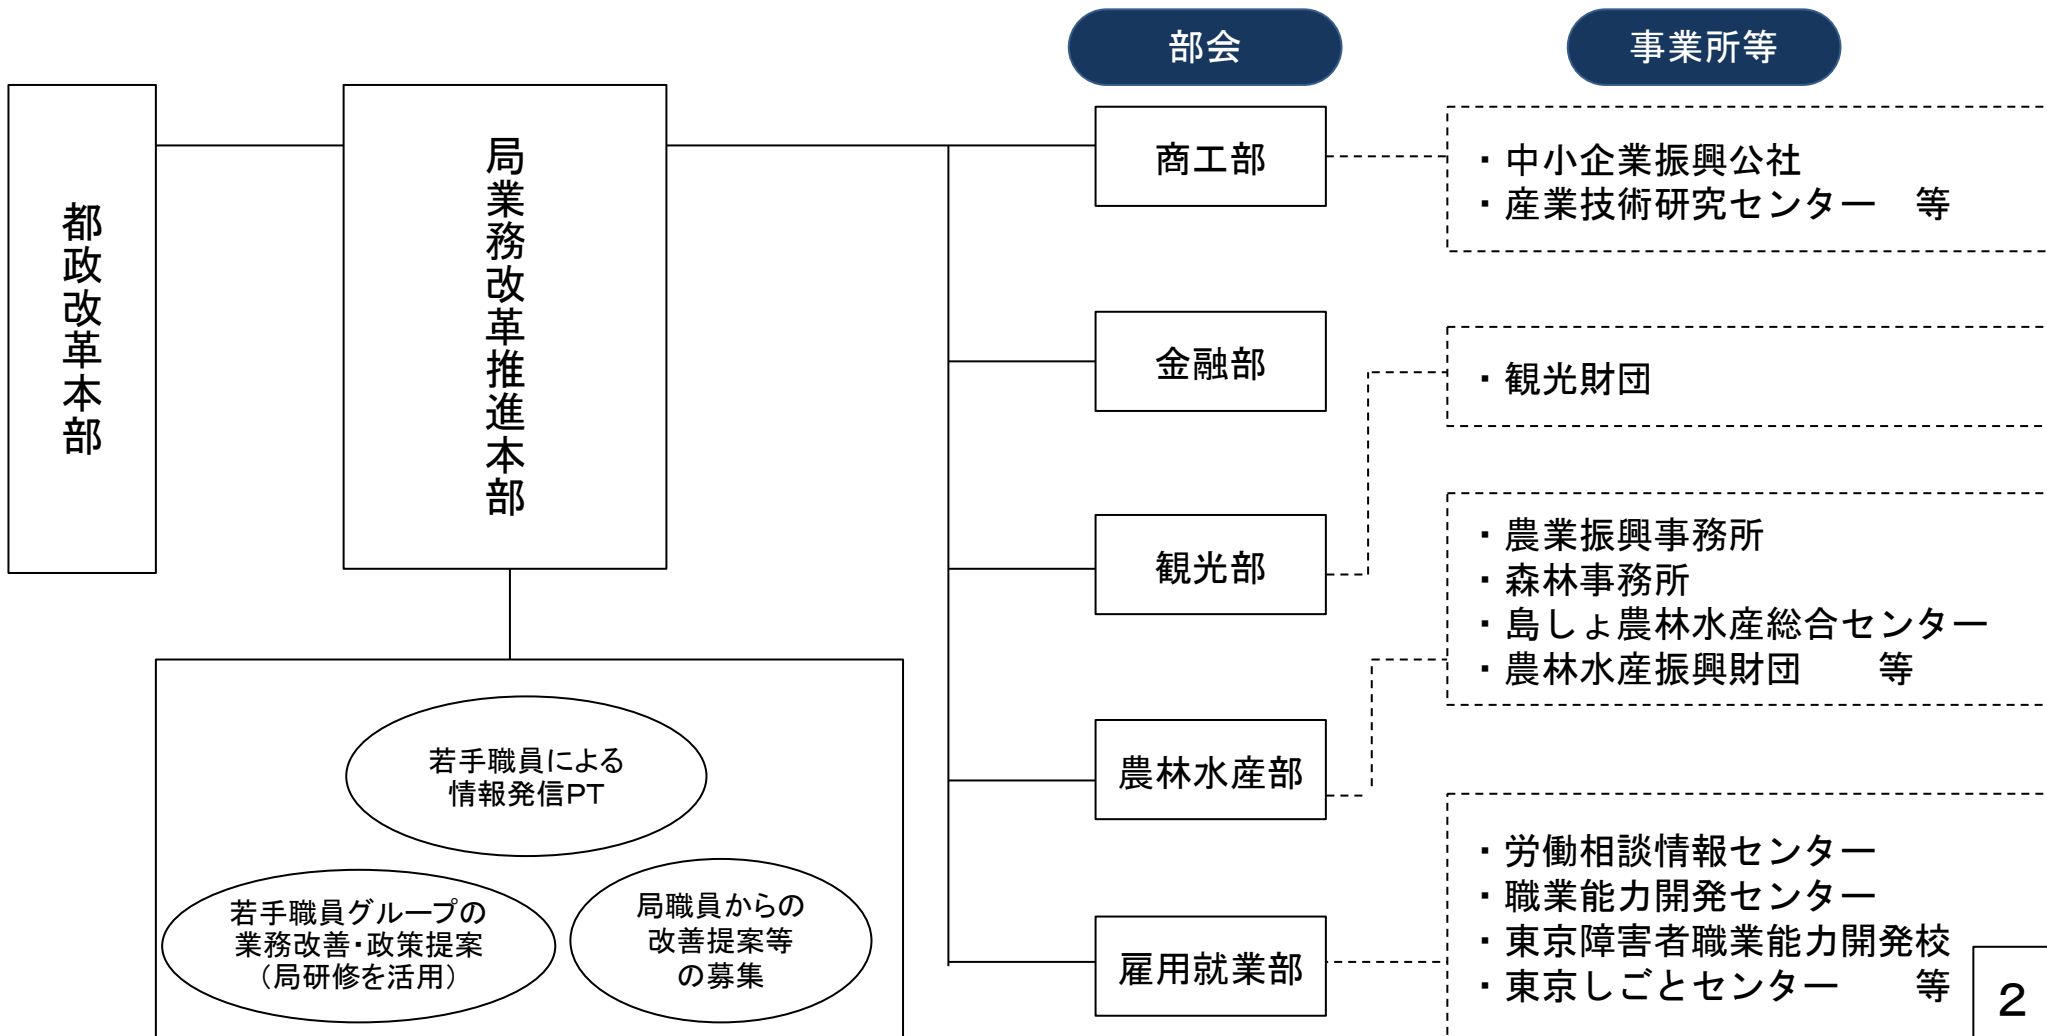 部会
事業所等
都政改革本部
局業務改革推進本部
商工部
・中小企業振興公社
・産業技術研究センター　等
金融部
・観光財団
観光部
・農業振興事務所
・森林事務所
・島しょ農林水産総合センター
・農林水産振興財団　　等
農林水産部
若手職員による
情報発信PT
若手職員グループの
業務改善・政策提案
（局研修を活用）
局職員からの
改善提案等
の募集
雇用就業部
・労働相談情報センター
・職業能力開発センター
・東京障害者職業能力開発校
・東京しごとセンター　　等
２